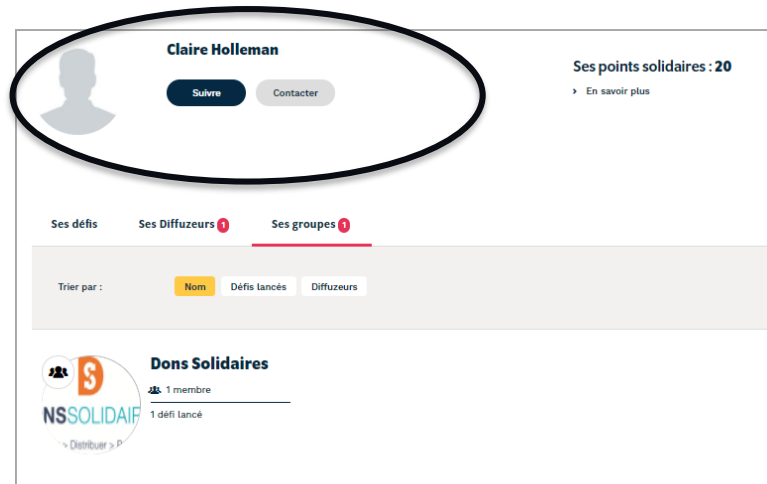 Claire Holleman
Suivre Contacter
Ses points solidaires : 20
En savoir plus
Ses défis Ses Diffuzeurs 1 Ses groupes 1
Trier par : Nom Défis lancés Diffuzeurs
Dons Solidaires
1 membre
1 défi lancé
S
NSSOLIDAIR
> Distribuer > P